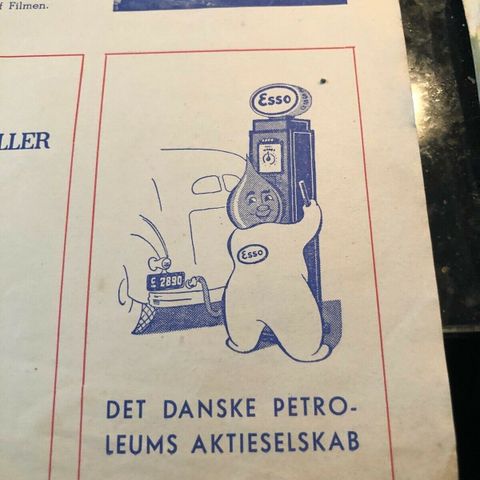 f Filmen.
LLER
Esso
Esso
E 2890
DET DANSKE PETRO-
LEUMS AKTIESELSKAB